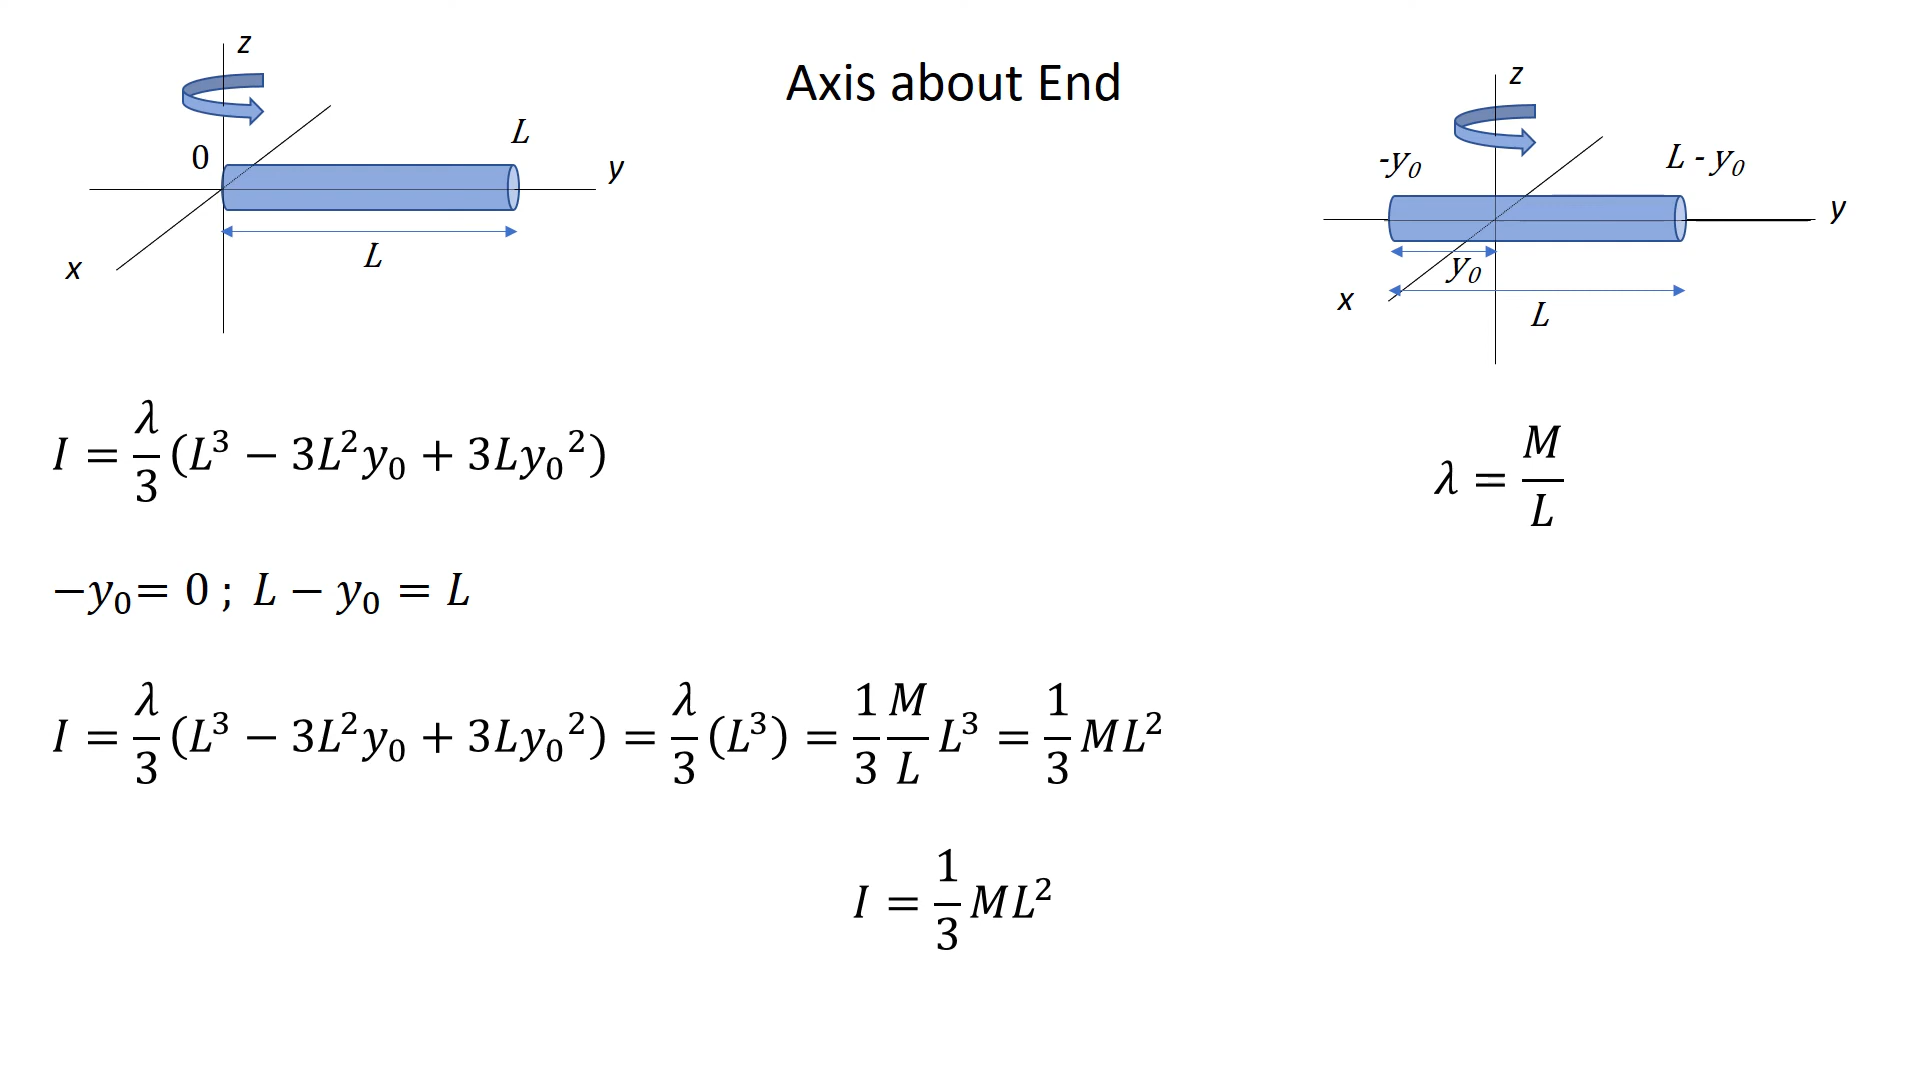 Axis about End
z
0
L
y
L
x
z
-y₀
L - y₀
y
y₀
x
L
I = λ/3 (L³ − 3L²y₀ + 3Ly₀²)
λ = M/L
−y₀= 0 ; L − y₀ = L
I = λ/3 (L³ − 3L²y₀ + 3Ly₀²) = λ/3 (L³) = 1/3 M/L L³ = 1/3 ML²
I = 1/3 ML²